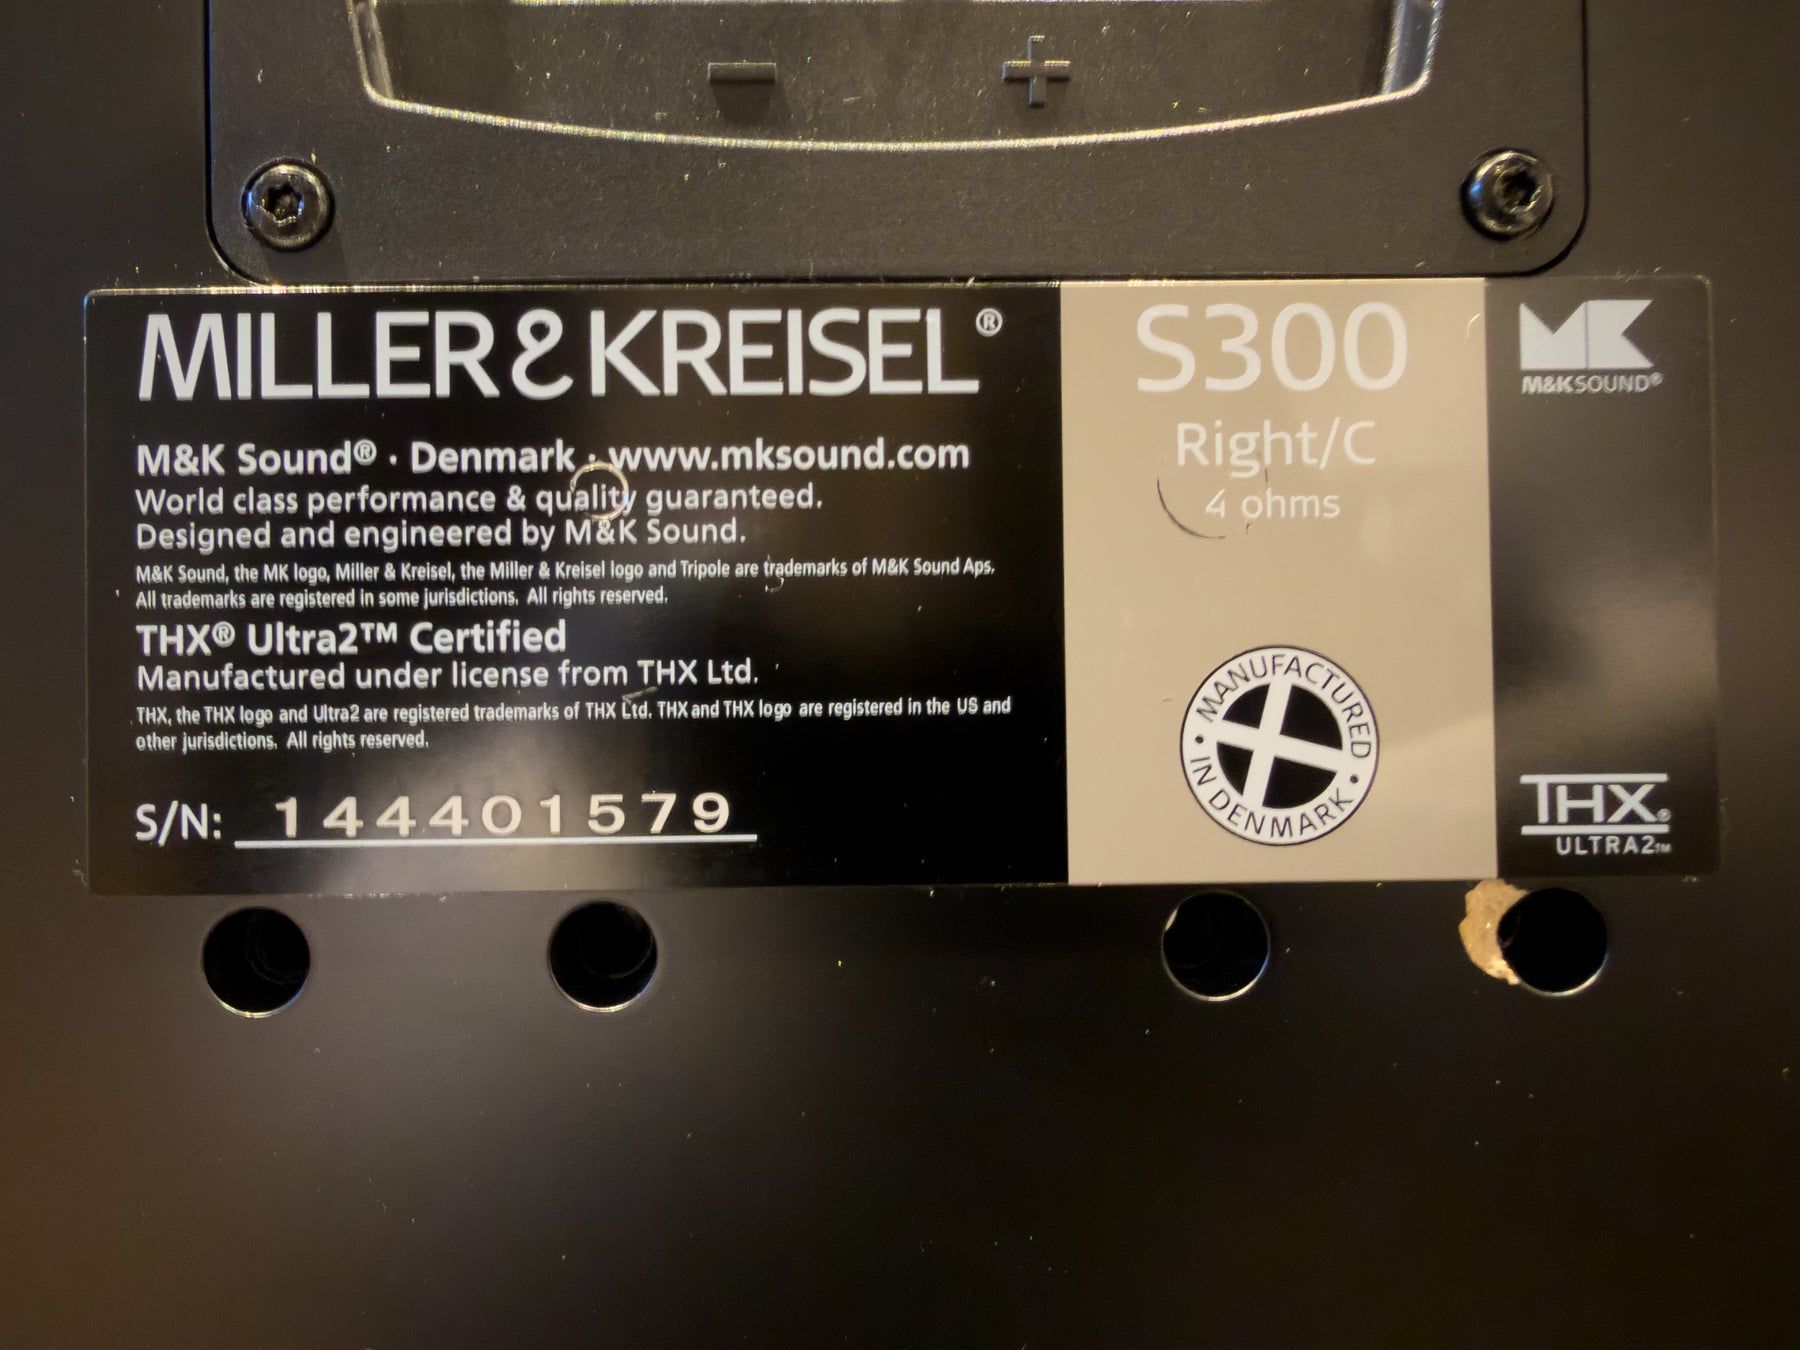 − +
MILLER & KREISEL®
M&K Sound® · Denmark · www.mksound.com
World class performance & quality guaranteed.
Designed and engineered by M&K Sound.
M&K Sound, the MK logo, Miller & Kreisel, the Miller & Kreisel logo and Tripole are trademarks of M&K Sound Aps.
All trademarks are registered in some jurisdictions. All rights reserved.
THX® Ultra2™ Certified
Manufactured under license from THX Ltd.
THX, the THX logo and Ultra2 are registered trademarks of THX Ltd. THX and THX logo are registered in the US and
other jurisdictions. All rights reserved.
S/N: 144401579
S300
Right/C
4 ohms
MANUFACTURED
· IN DENMARK ·
MK
M&KSOUND®
THX®
ULTRA2™